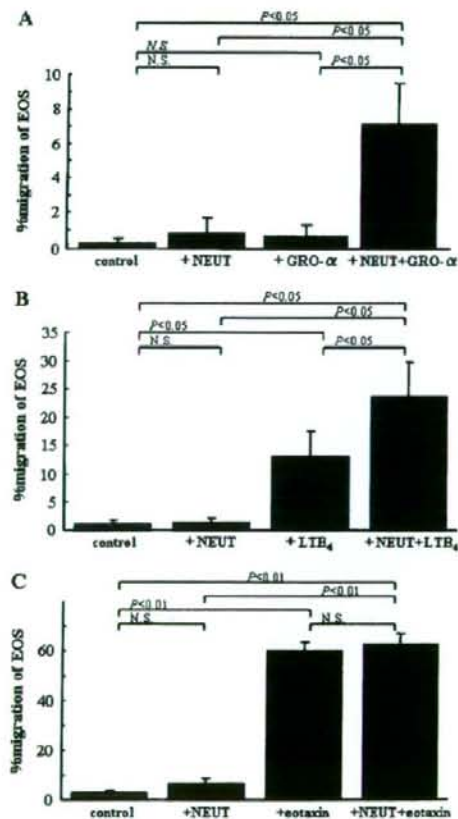 A
P<0.05
N.S.
P<0.05
N.S.
P<0.05
%migration of EOS
10
8
6
4
2
0
control
+NEUT
+GRO-α
+NEUT+GRO-α
B
P<0.05
P<0.05
P<0.05
N.S.
P<0.05
%migration of EOS
35
30
25
20
15
10
5
0
control
+NEUT
+LTB4
+NEUT+LTB4
C
P<0.01
P<0.01
P<0.01
N.S.
N.S.
%migration of EOS
60
40
20
0
control
+NEUT
+eotaxin
+NEUT+eotaxin